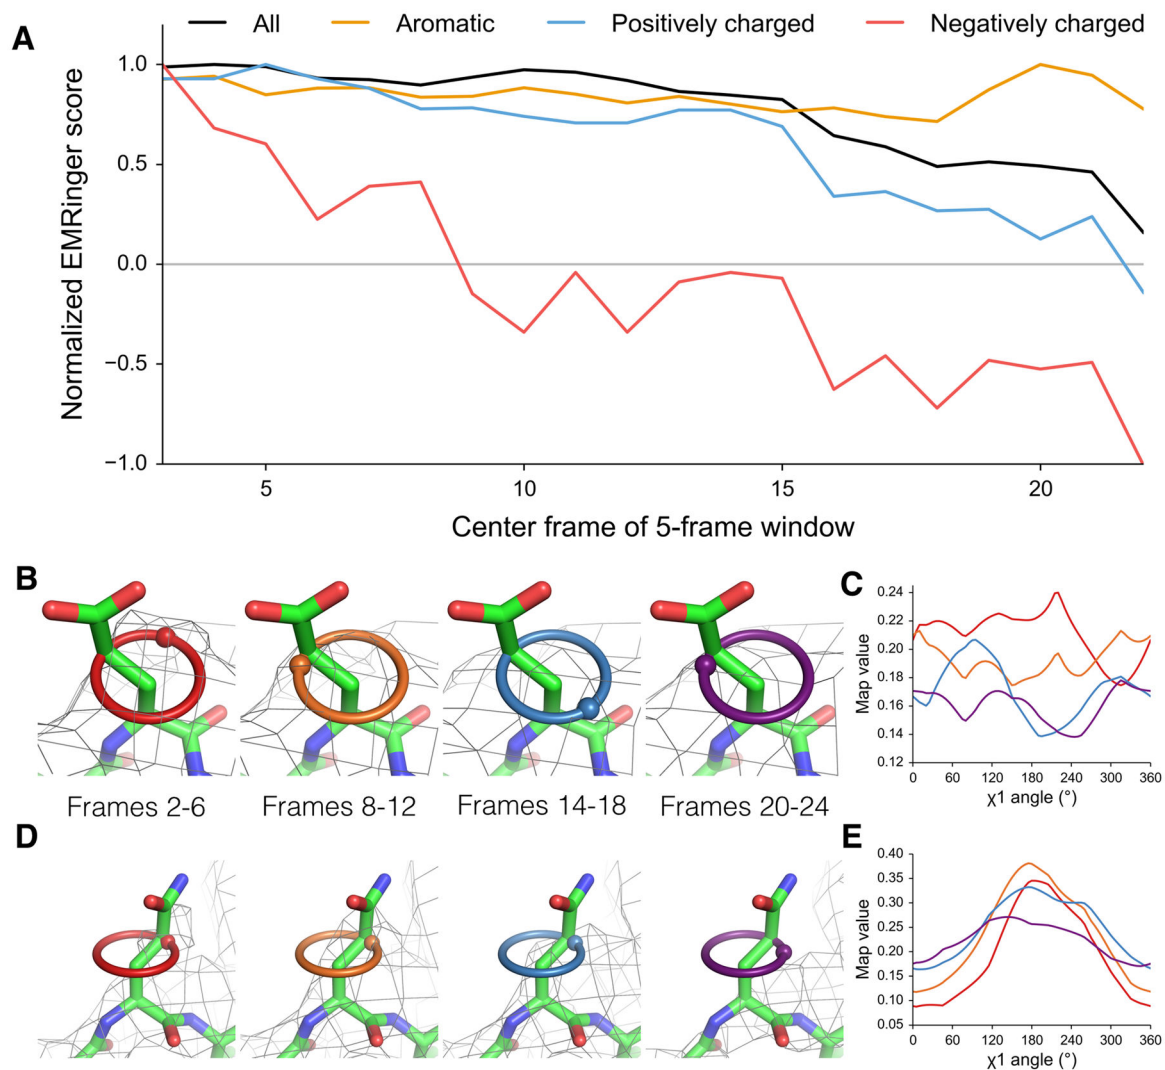 A
All Aromatic Positively charged Negatively charged
Normalized EMRinger score
1.0
0.5
0.0
−0.5
−1.0
5 10 15 20
Center frame of 5-frame window
B
Frames 2-6 Frames 8-12 Frames 14-18 Frames 20-24
C
Map value
0.24
0.22
0.20
0.18
0.16
0.14
0.12
0 60 120 180 240 300 360
χ1 angle (°)
D
E
Map value
0.40
0.35
0.30
0.25
0.20
0.15
0.10
0.05
0 60 120 180 240 300 360
χ1 angle (°)